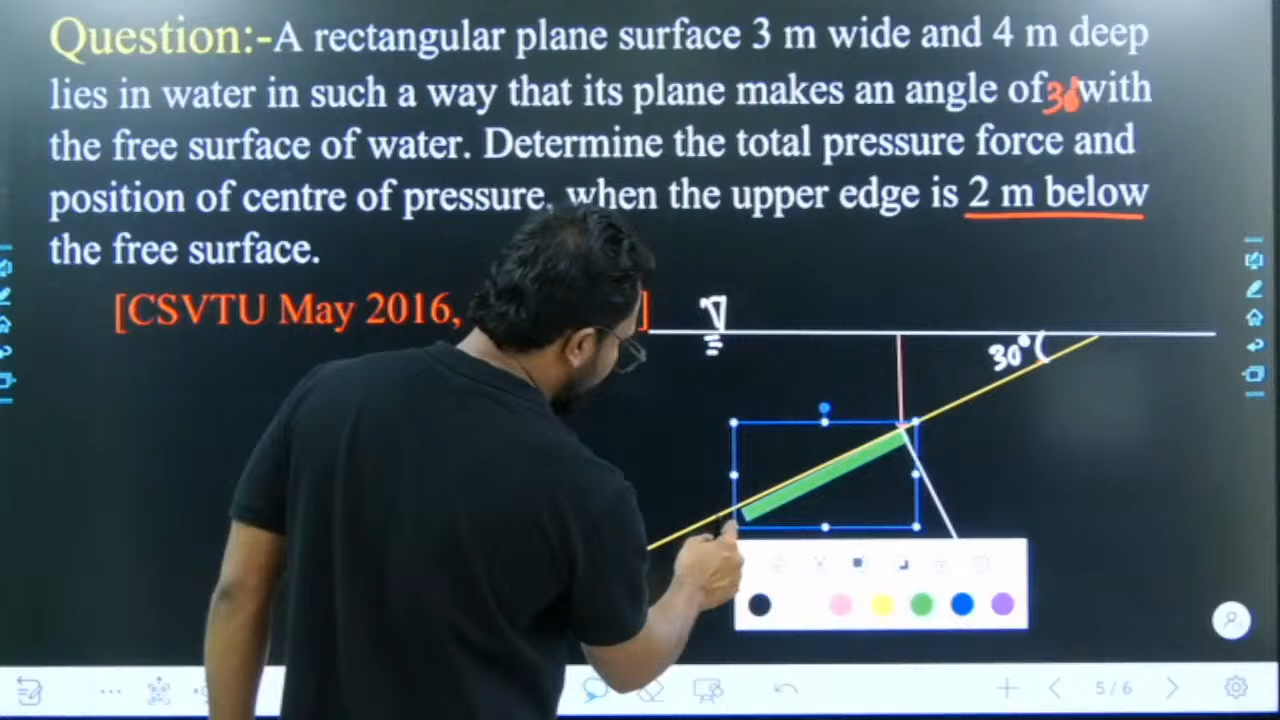 Question:-A rectangular plane surface 3 m wide and 4 m deep
lies in water in such a way that its plane makes an angle of 30° with
the free surface of water. Determine the total pressure force and
position of centre of pressure, when the upper edge is 2 m below
the free surface.
[CSVTU May 2016, ]
30°
5/6